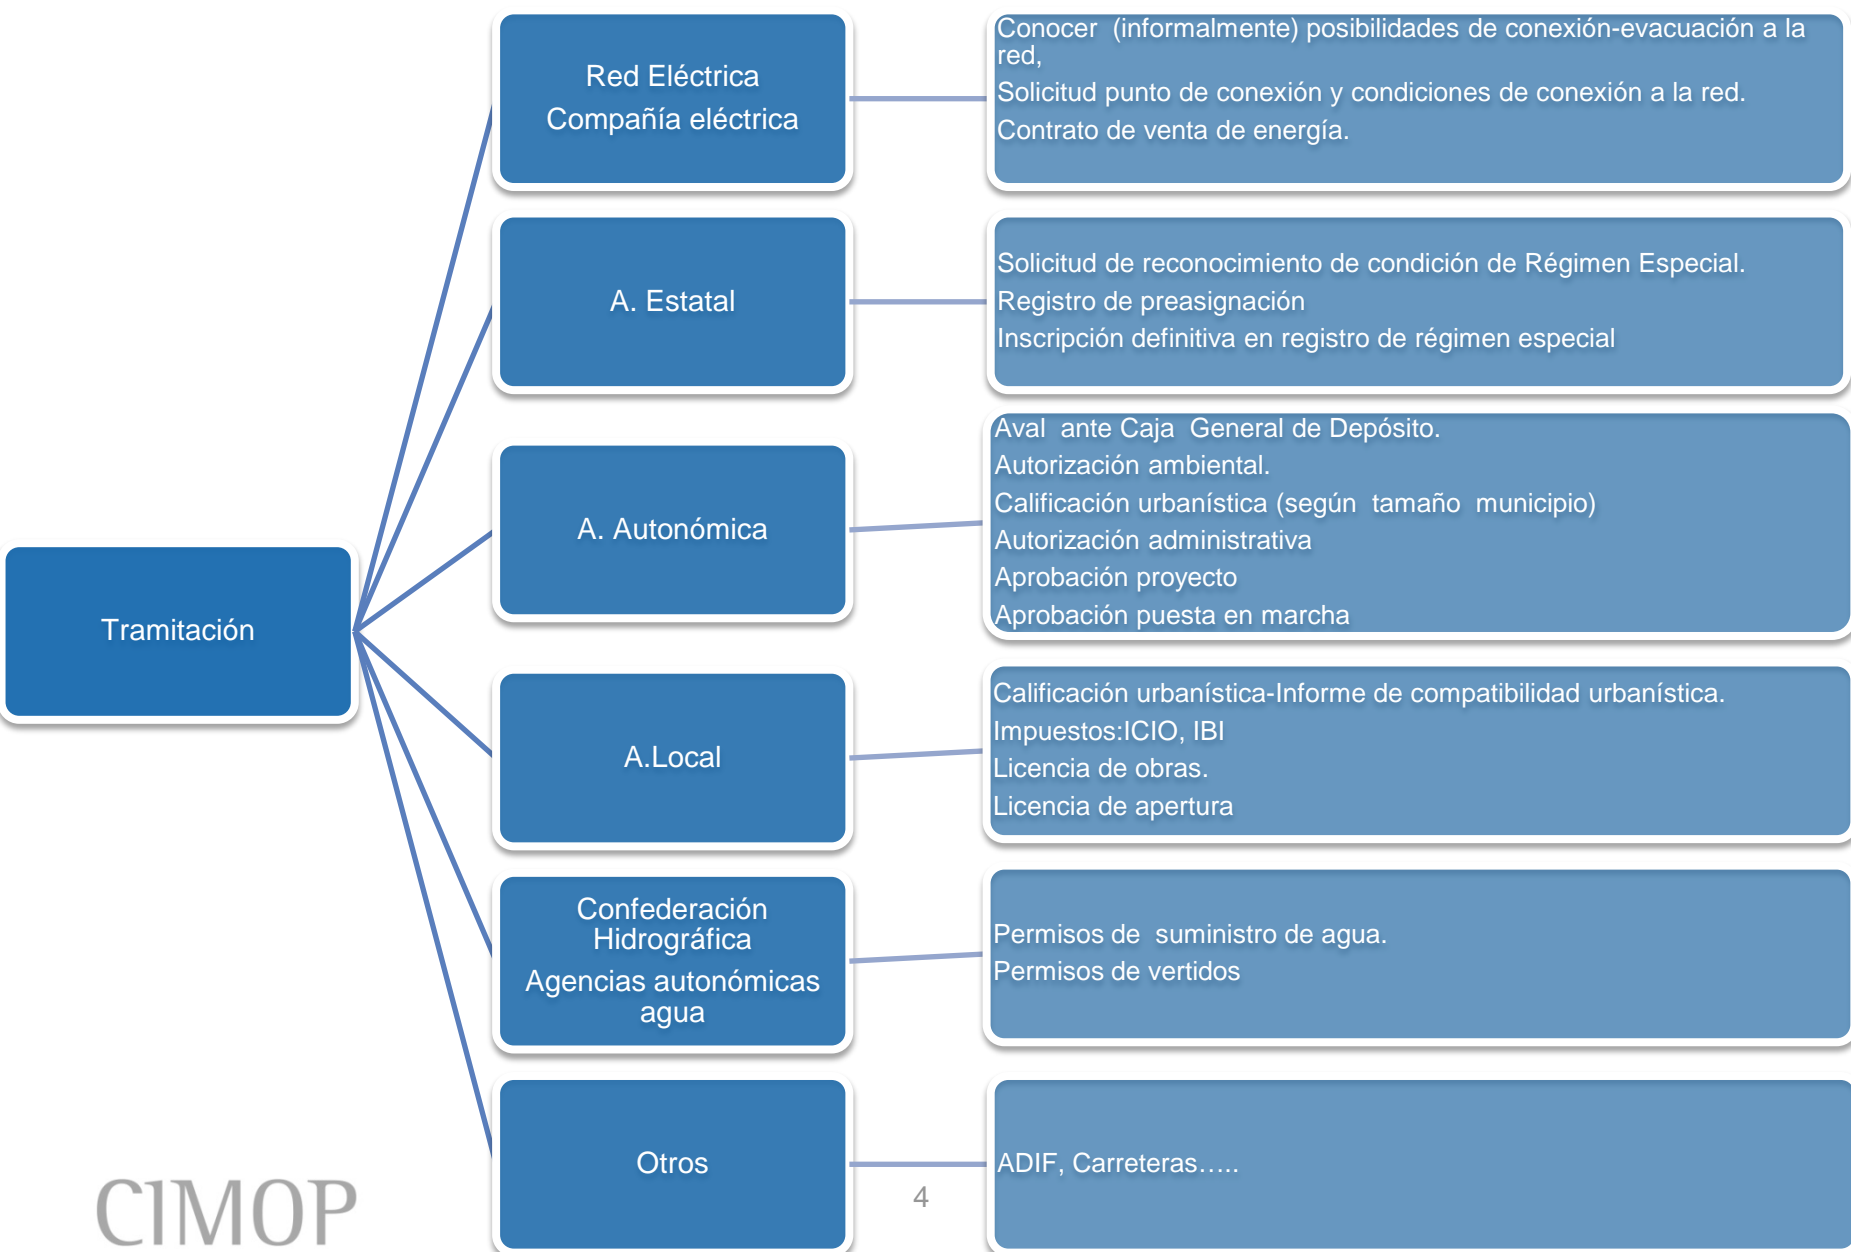 Tramitación
Red Eléctrica
Compañía eléctrica
Conocer (informalmente) posibilidades de conexión-evacuación a la
red,
Solicitud punto de conexión y condiciones de conexión a la red.
Contrato de venta de energía.
A. Estatal
Solicitud de reconocimiento de condición de Régimen Especial.
Registro de preasignación
Inscripción definitiva en registro de régimen especial
A. Autonómica
Aval ante Caja General de Depósito.
Autorización ambiental.
Calificación urbanística (según tamaño municipio)
Autorización administrativa
Aprobación proyecto
Aprobación puesta en marcha
A.Local
Calificación urbanística-Informe de compatibilidad urbanística.
Impuestos:ICIO, IBI
Licencia de obras.
Licencia de apertura
Confederación
Hidrográfica
Agencias autonómicas
agua
Permisos de suministro de agua.
Permisos de vertidos
Otros
ADIF, Carreteras…..
CIMOP
4